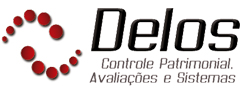 Delos
Controle Patrimonial,
Avaliações e Sistemas